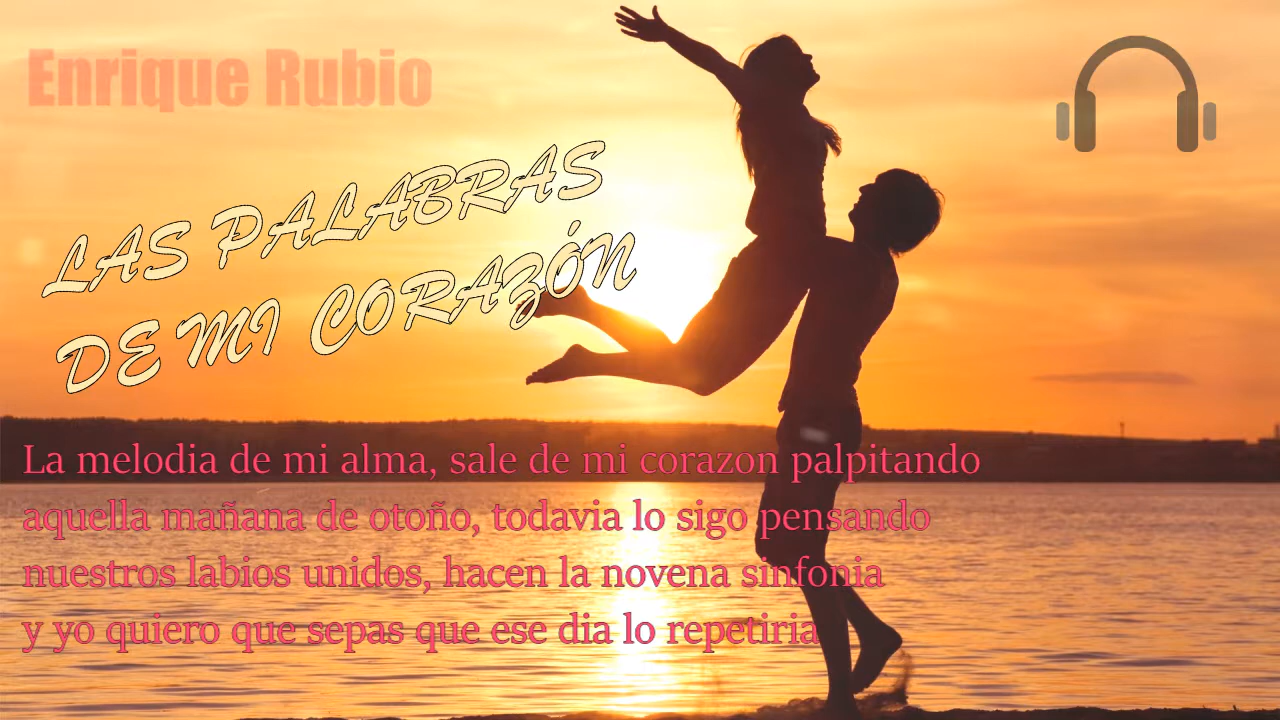 Enrique Rubio
LAS PALABRAS
DE MI CORAZÓN
La melodia de mi alma, sale de mi corazon palpitando
aquella mañana de otoño, todavia lo sigo pensando
nuestros labios unidos, hacen la novena sinfonia
y yo quiero que sepas que ese dia lo repetiria